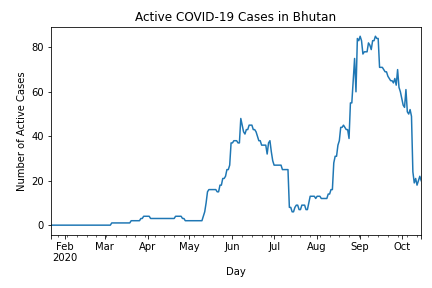 Active COVID-19 Cases in Bhutan
Number of Active Cases
80
60
40
20
0
Feb Mar Apr May Jun Jul Aug Sep Oct
2020
Day